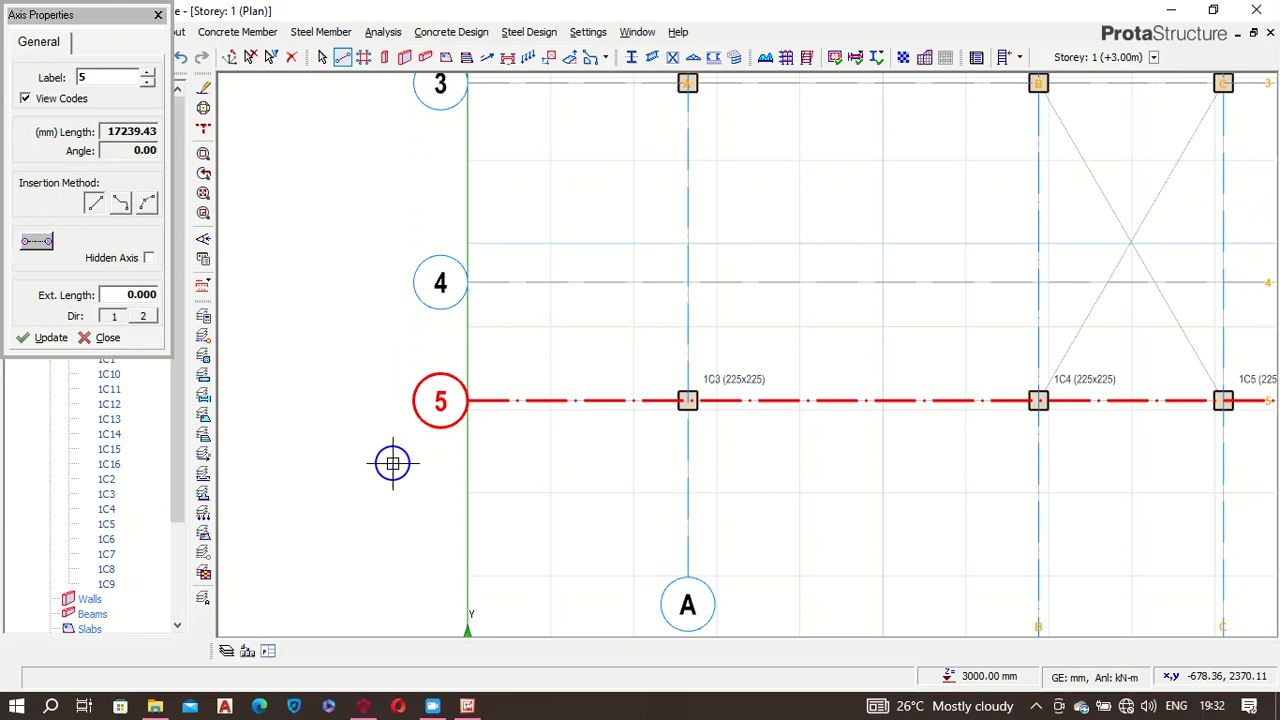 Axis Properties
e - [Storey: 1 (Plan)]
General
out Concrete Member Steel Member Analysis Concrete Design Steel Design Settings Window Help
ProtaStructure®
Label: 5
Storey: 1 (+3.00m)
View Codes
(mm) Length: 17239.43
Angle: 0.00
Insertion Method:
Hidden Axis
Ext. Length: 0.000
Dir: 1 2
Update Close
1C1
1C10
1C11
1C12
1C13
1C14
1C15
1C16
1C2
1C3
1C4
1C5
1C6
1C7
1C8
1C9
Walls
Beams
Slabs
3 A B C 3
4 4
1C3 (225x225) 1C4 (225x225) 1C5 (225
5 5
A
Y
B C
Z= 3000.00 mm GE: mm, Anl: kN-m x,y -678.36, 2370.11
26°C Mostly cloudy ENG 19:32